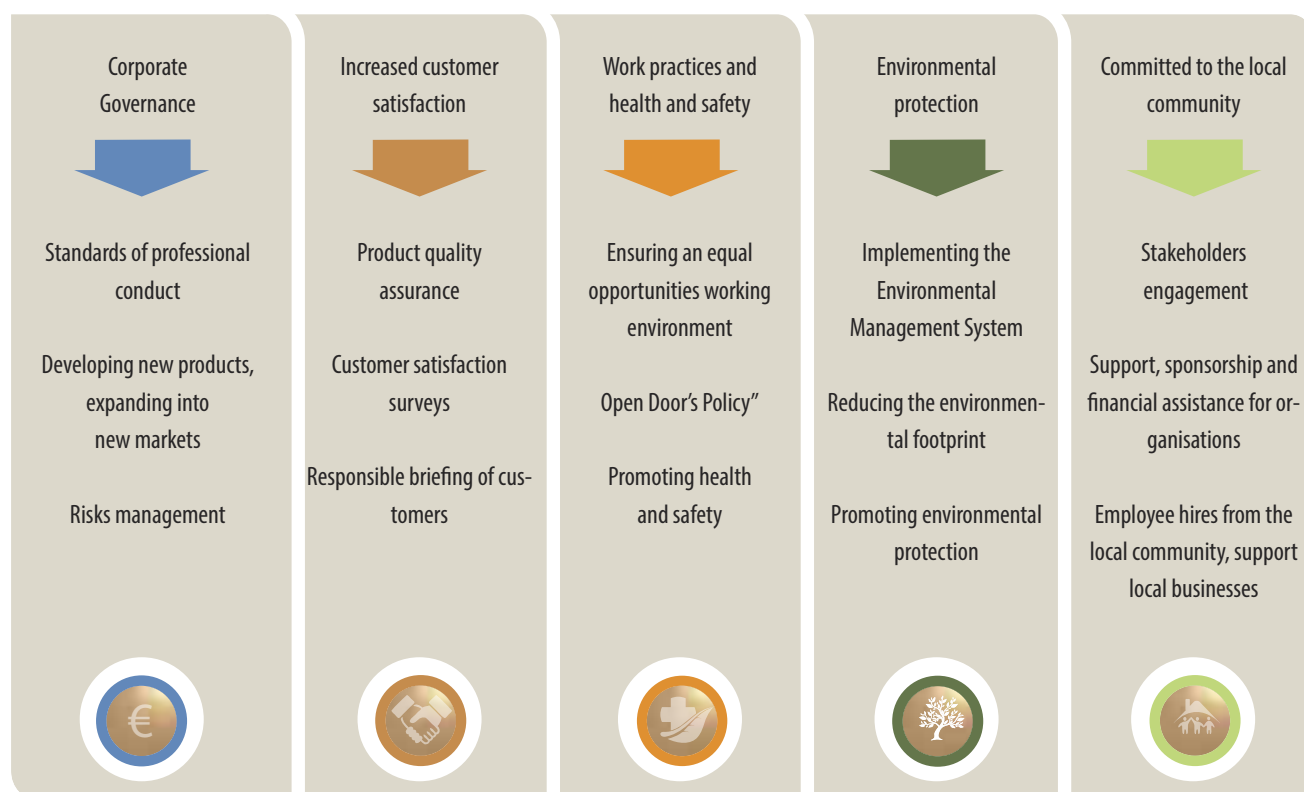 Corporate
Governance
Standards of professional
conduct
Developing new products,
expanding into
new markets
Risks management
€
Increased customer
satisfaction
Product quality
assurance
Customer satisfaction
surveys
Responsible briefing of cus-
tomers
Work practices and
health and safety
Ensuring an equal
opportunities working
environment
Open Door's Policy”
Promoting health
and safety
Environmental
protection
Implementing the
Environmental
Management System
Reducing the environmen-
tal footprint
Promoting environmental
protection
Committed to the local
community
Stakeholders
engagement
Support, sponsorship and
financial assistance for or-
ganisations
Employee hires from the
local community, support
local businesses